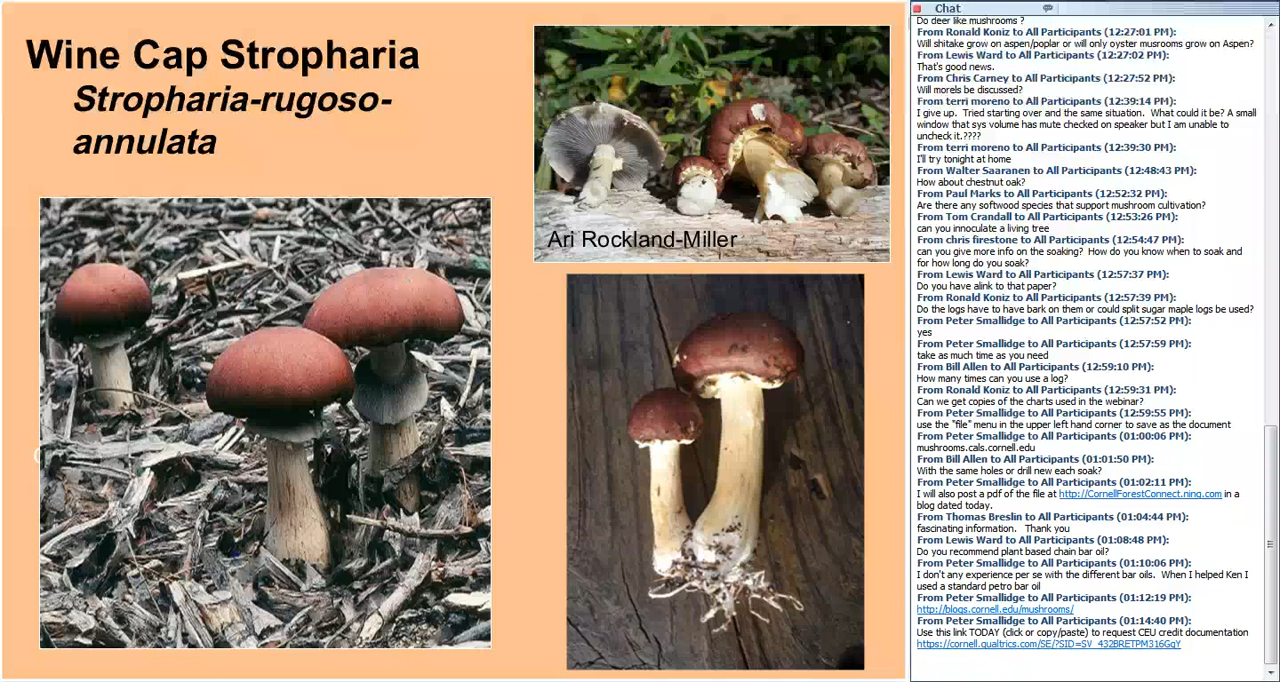 Wine Cap Stropharia
Stropharia-rugoso-
annulata
Ari Rockland-Miller
Chat
Do deer like mushrooms ?
From Ronald Koniz to All Participants (12:27:01 PM):
Will shitake grow on aspen/poplar or will only oyster musrooms grow on Aspen?
From Lewis Ward to All Participants (12:27:02 PM):
That's good news.
From Chris Carney to All Participants (12:27:52 PM):
Will morels be discussed?
From terri moreno to All Participants (12:39:14 PM):
I give up. Tried starting over and the same situation. What could it be? A small
window that sys volume has mute checked on speaker but I am unable to
uncheck it.????
From terri moreno to All Participants (12:39:30 PM):
I'll try tonight at home
From Walter Saaranen to All Participants (12:48:43 PM):
How about chestnut oak?
From Paul Marks to All Participants (12:52:32 PM):
Are there any softwood species that support mushroom cultivation?
From Tom Crandall to All Participants (12:53:26 PM):
can you innoculate a living tree
From chris firestone to All Participants (12:54:47 PM):
can you give more info on the soaking? How do you know when to soak and
for how long do you soak?
From Lewis Ward to All Participants (12:57:37 PM):
Do you have alink to that paper?
From Ronald Koniz to All Participants (12:57:39 PM):
Do the logs have to have bark on them or could split sugar maple logs be used?
From Peter Smallidge to All Participants (12:57:52 PM):
yes
From Peter Smallidge to All Participants (12:57:59 PM):
take as much time as you need
From Bill Allen to All Participants (12:59:10 PM):
How many times can you use a log?
From Ronald Koniz to All Participants (12:59:31 PM):
Can we get copies of the charts used in the webinar?
From Peter Smallidge to All Participants (12:59:55 PM):
use the "file" menu in the upper left hand corner to save as the document
From Peter Smallidge to All Participants (01:00:06 PM):
mushrooms.cals.cornell.edu
From Bill Allen to All Participants (01:01:50 PM):
With the same holes or drill new each soak?
From Peter Smallidge to All Participants (01:02:11 PM):
I will also post a pdf of the file at http://CornellForestConnect.ning.com in a
blog dated today.
From Thomas Breslin to All Participants (01:04:44 PM):
fascinating information. Thank you
From Lewis Ward to All Participants (01:08:48 PM):
Do you recommend plant based chain bar oil?
From Peter Smallidge to All Participants (01:10:06 PM):
I don't any experience per se with the different bar oils. When I helped Ken I
used a standard petro bar oil
From Peter Smallidge to All Participants (01:12:19 PM):
http://blogs.cornell.edu/mushrooms/
From Peter Smallidge to All Participants (01:14:40 PM):
Use this link TODAY (click or copy/paste) to request CEU credit documentation
https://cornell.qualtrics.com/SE/?SID=SV_432BRETPM316GgY